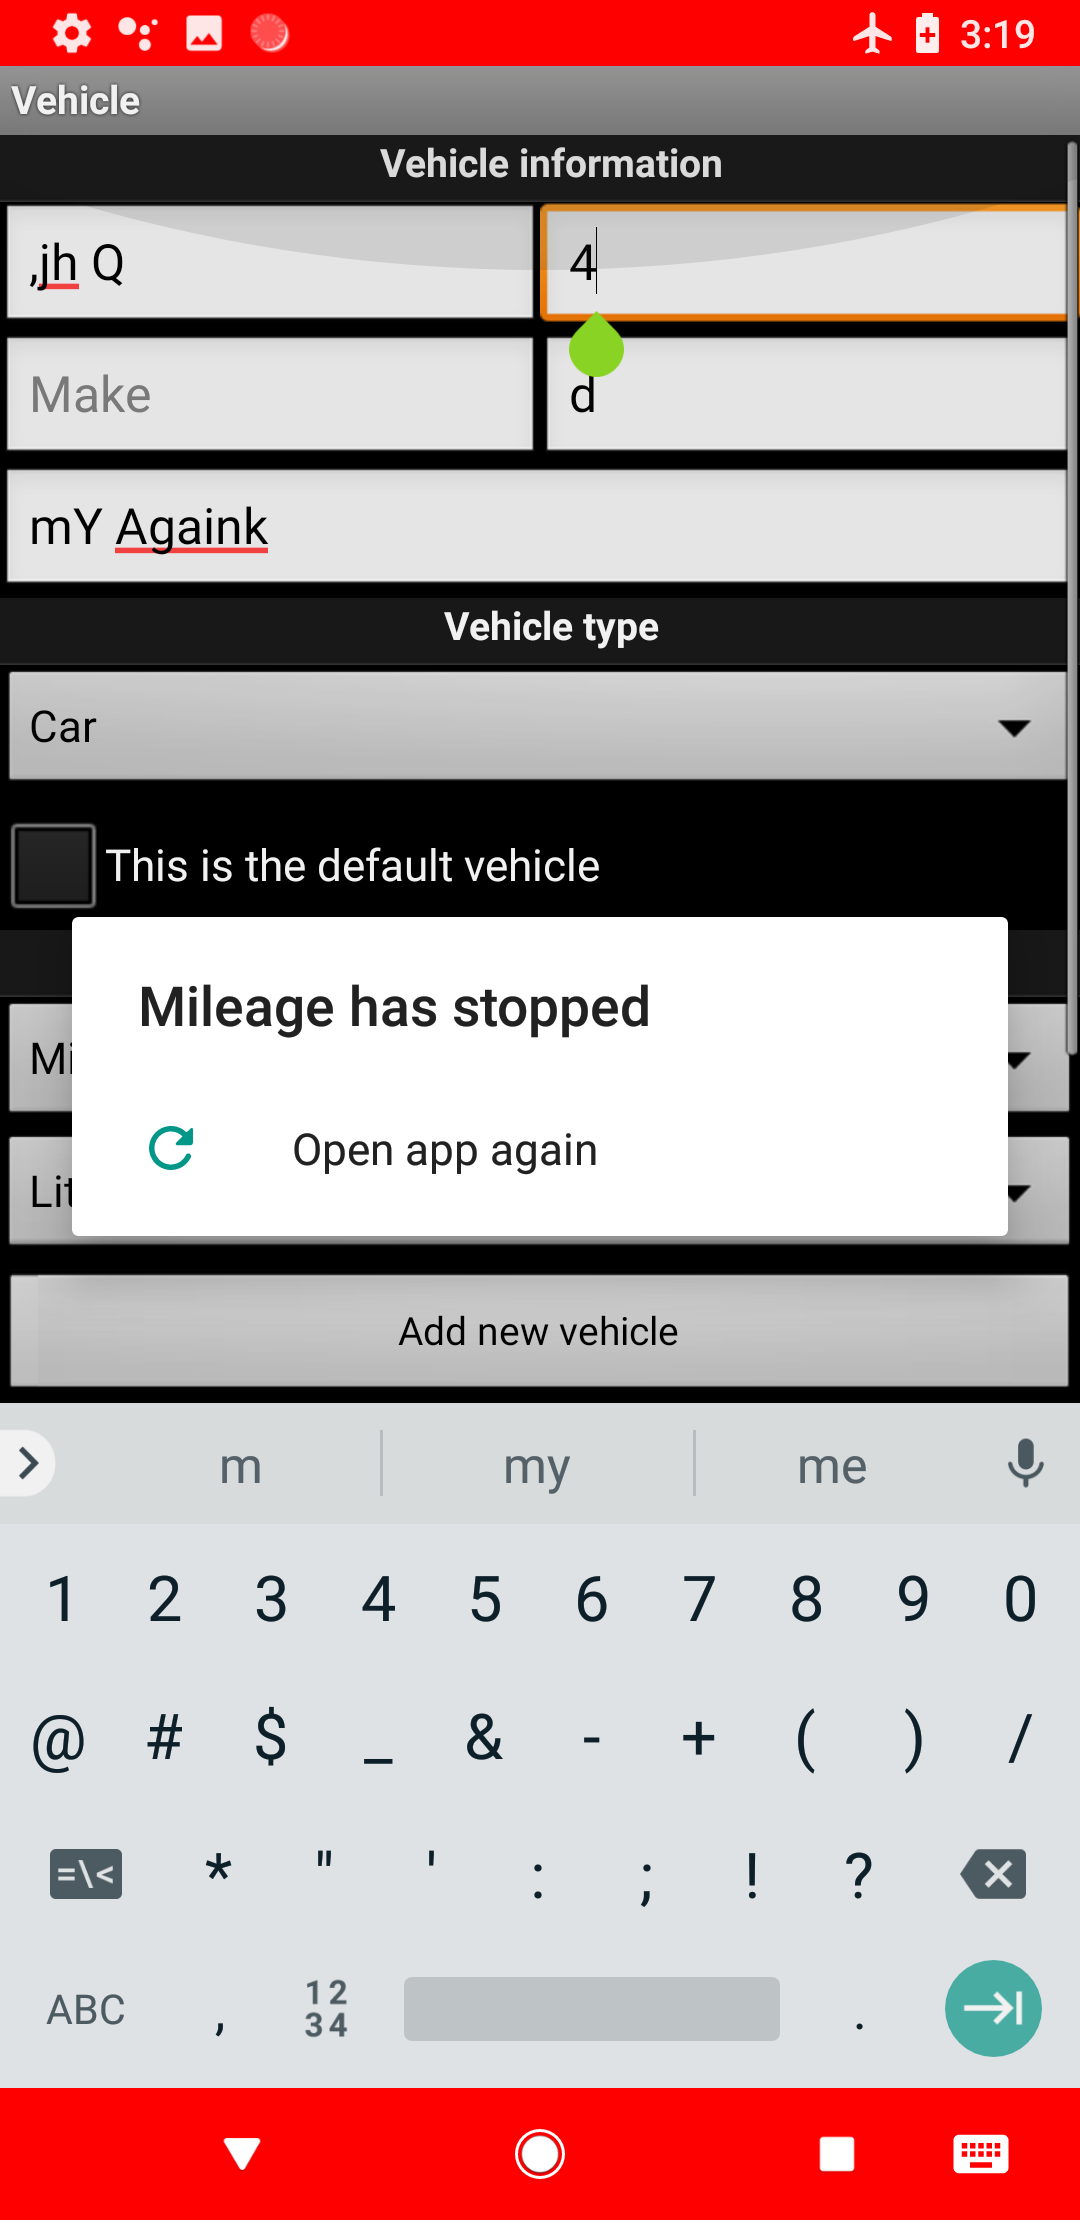 3:19
Vehicle
Vehicle information
,jh Q
4
Make
d
mY Againk
Vehicle type
Car
This is the default vehicle
Mileage has stopped
Mi
Open app again
Lit
Add new vehicle
m my me
1 2 3 4 5 6 7 8 9 0
@ # $ _ & - + ( ) /
=\< * " ' : ; ! ?
ABC , 12 34 .